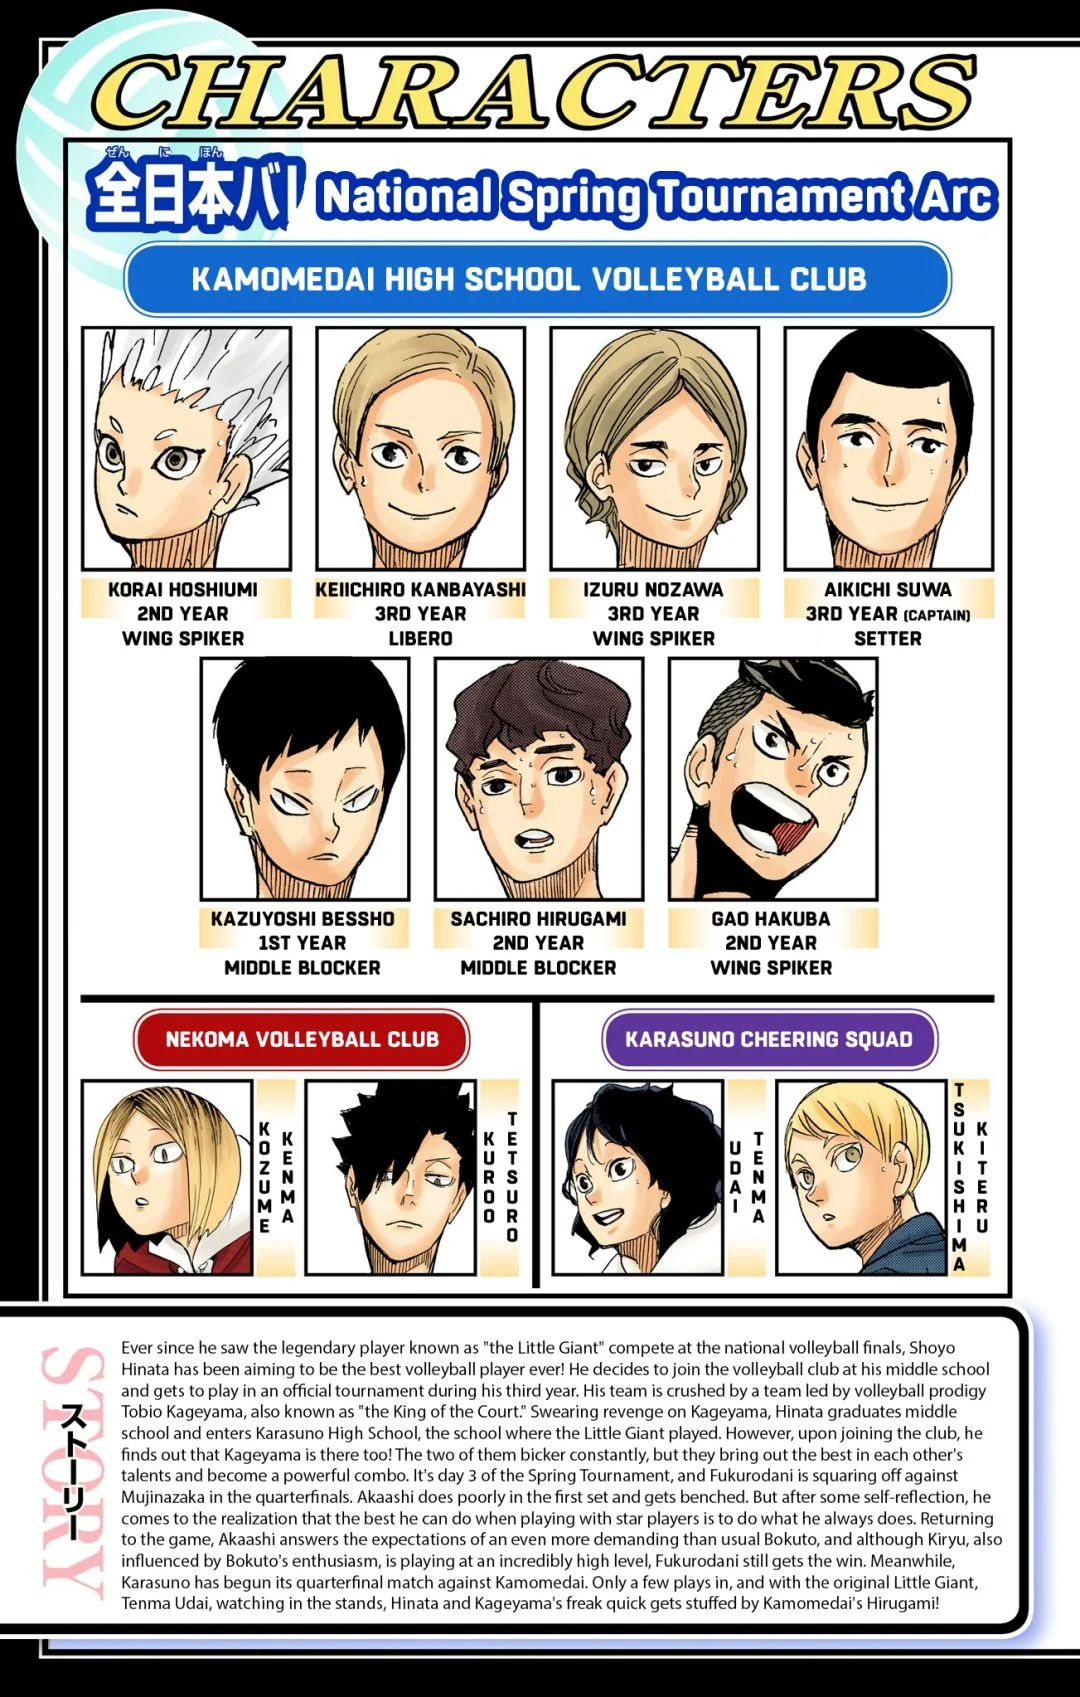 CHARACTERS
ぜん に ほん
全日本バ
National Spring Tournament Arc
KAMOMEDAI HIGH SCHOOL VOLLEYBALL CLUB
KORAI HOSHIUMI
2ND YEAR
WING SPIKER
KEIICHIRO KANBAYASHI
3RD YEAR
LIBERO
IZURU NOZAWA
3RD YEAR
WING SPIKER
AIKICHI SUWA
3RD YEAR (CAPTAIN)
SETTER
KAZUYOSHI BESSHO
1ST YEAR
MIDDLE BLOCKER
SACHIRO HIRUGAMI
2ND YEAR
MIDDLE BLOCKER
GAO HAKUBA
2ND YEAR
WING SPIKER
NEKOMA VOLLEYBALL CLUB
KOZUME
KENMA
KUROO
TETSURO
KARASUNO CHEERING SQUAD
UDAI
TENMA
TSUKISHIMA
KITERU
STORY
ストーリー
Ever since he saw the legendary player known as "the Little Giant" compete at the national volleyball finals, Shoyo
Hinata has been aiming to be the best volleyball player ever! He decides to join the volleyball club at his middle school
and gets to play in an official tournament during his third year. His team is crushed by a team led by volleyball prodigy
Tobio Kageyama, also known as "the King of the Court." Swearing revenge on Kageyama, Hinata graduates middle
school and enters Karasuno High School, the school where the Little Giant played. However, upon joining the club, he
finds out that Kageyama is there too! The two of them bicker constantly, but they bring out the best in each other's
talents and become a powerful combo. It's day 3 of the Spring Tournament, and Fukurodani is squaring off against
Mujinazaka in the quarterfinals. Akaashi does poorly in the first set and gets benched. But after some self-reflection, he
comes to the realization that the best he can do when playing with star players is to do what he always does. Returning
to the game, Akaashi answers the expectations of an even more demanding than usual Bokuto, and although Kiryu, also
influenced by Bokuto's enthusiasm, is playing at an incredibly high level, Fukurodani still gets the win. Meanwhile,
Karasuno has begun its quarterfinal match against Kamomedai. Only a few plays in, and with the original Little Giant,
Tenma Udai, watching in the stands, Hinata and Kageyama's freak quick gets stuffed by Kamomedai's Hirugami!